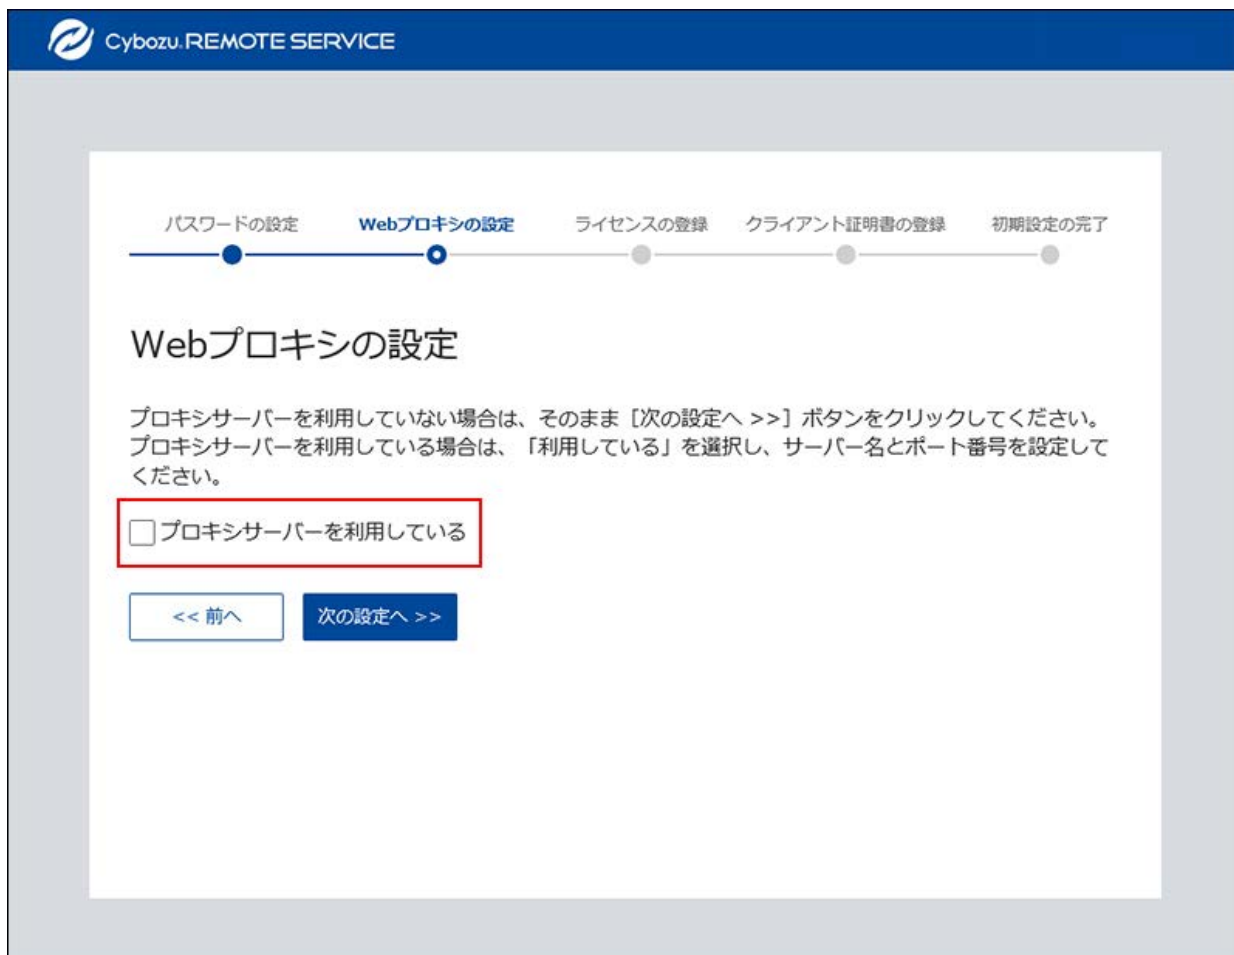 Cybozu. REMOTE SERVICE
パスワードの設定
Webプロキシの設定
ライセンスの登録
クライアント証明書の登録
初期設定の完了
Webプロキシの設定
プロキシサーバーを利用していない場合は、そのまま［次の設定へ >>］ボタンをクリックしてください。
プロキシサーバーを利用している場合は、「利用している」を選択し、サーバー名とポート番号を設定して
ください。
プロキシサーバーを利用している
<< 前へ
次の設定へ >>